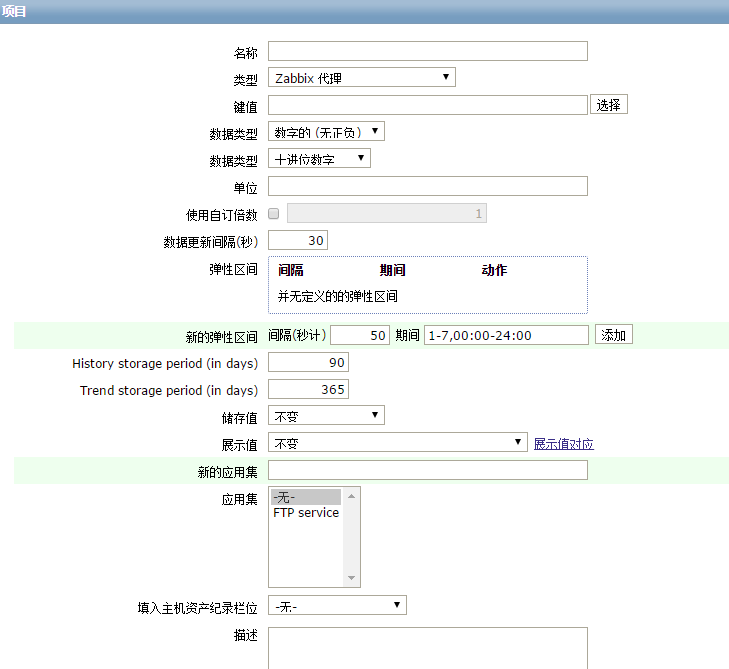 项目
名称
类型 Zabbix 代理
键值 选择
数据类型 数字的 (无正负)
数据类型 十进位数字
单位
使用自订倍数 1
数据更新间隔(秒) 30
弹性区间 间隔 期间 动作
并无定义的的弹性区间
新的弹性区间 间隔(秒计) 50 期间 1-7,00:00-24:00 添加
History storage period (in days) 90
Trend storage period (in days) 365
储存值 不变
展示值 不变 展示值对应
新的应用集
应用集 -无-
FTP service
填入主机资产纪录栏位 -无-
描述